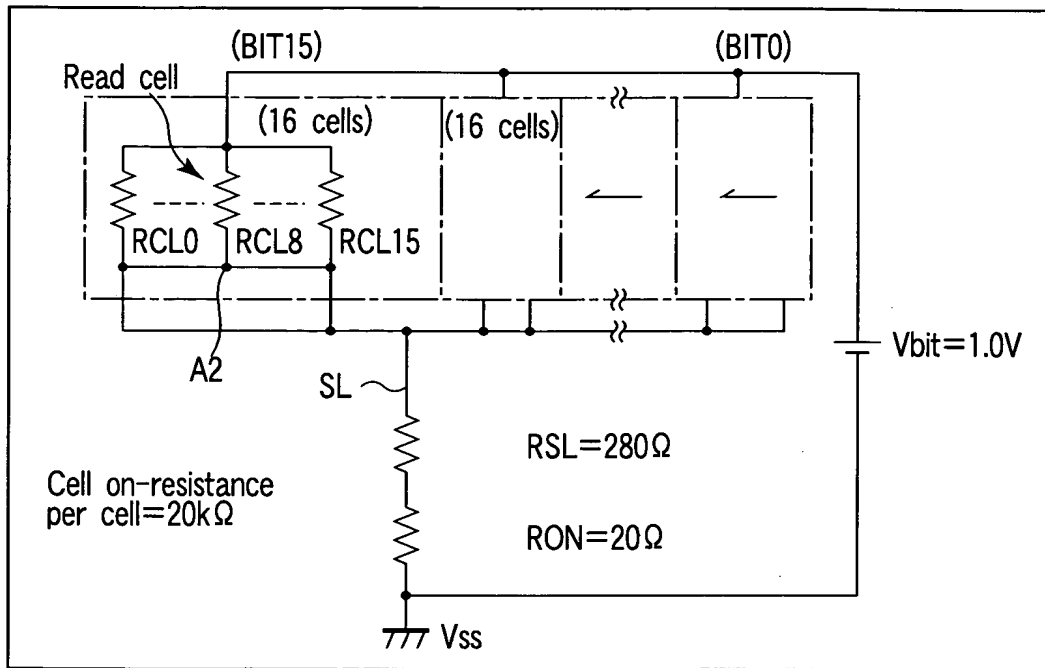 (BIT15)
(BIT0)
Read cell
(16 cells)
(16 cells)
RCL0
RCL8
RCL15
A2
SL
Vbit=1.0V
RSL=280Ω
Cell on-resistance
per cell=20kΩ
RON=20Ω
Vss